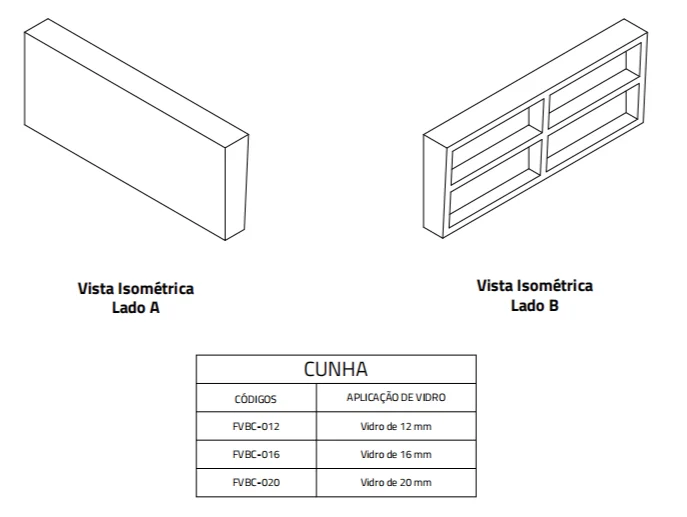 Vista Isométrica
Lado A
Vista Isométrica
Lado B
CUNHA
CÓDIGOS APLICAÇÃO DE VIDRO
FVBC-012 Vidro de 12 mm
FVBC-016 Vidro de 16 mm
FVBC-020 Vidro de 20 mm